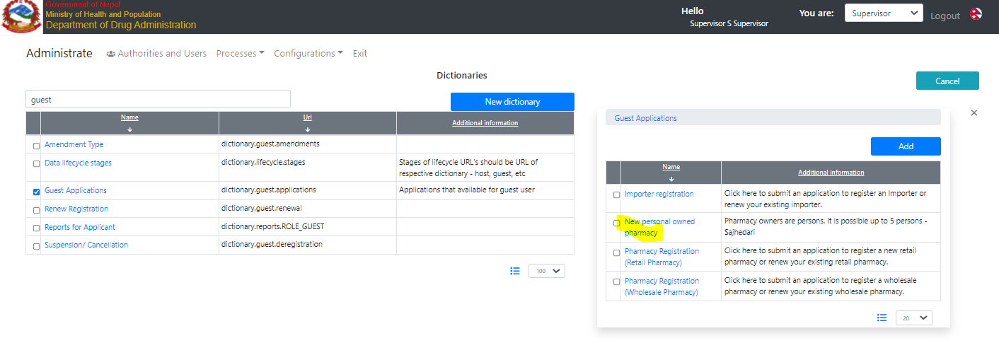 Government of Nepal
Ministry of Health and Population
Department of Drug Administration
Hello
Supervisor S Supervisor
You are:
Supervisor
Logout
Administrate
Authorities and Users
Processes
Configurations
Exit
Dictionaries
Cancel
guest
New dictionary
Name
Url
Additional information
Amendment Type
dictionary.guest.amendments
Data lifecycle stages
dictionary.lifecycle.stages
Stages of lifecycle URL's should be URL of
respective dictionary - host, guest, etc
Guest Applications
dictionary.guest.applications
Applications that available for guest user
Renew Registration
dictionary.guest.renewal
Reports for Applicant
dictionary.reports.ROLE_GUEST
Suspension/ Cancellation
dictionary.guest.deregistration
100
Guest Applications
Add
Name
Additional information
Importer registration
Click here to submit an application to register an Importer or
renew your existing importer.
New personal owned
pharmacy
Pharmacy owners are persons. It is possible up to 5 persons -
Sajhedari
Pharmacy Registration
(Retail Pharmacy)
Click here to submit an application to register a new retail
pharmacy or renew your existing retail pharmacy.
Pharmacy Registration
(Wholesale Pharmacy)
Click here to submit an application to register a wholesale
pharmacy or renew your existing wholesale pharmacy.
20